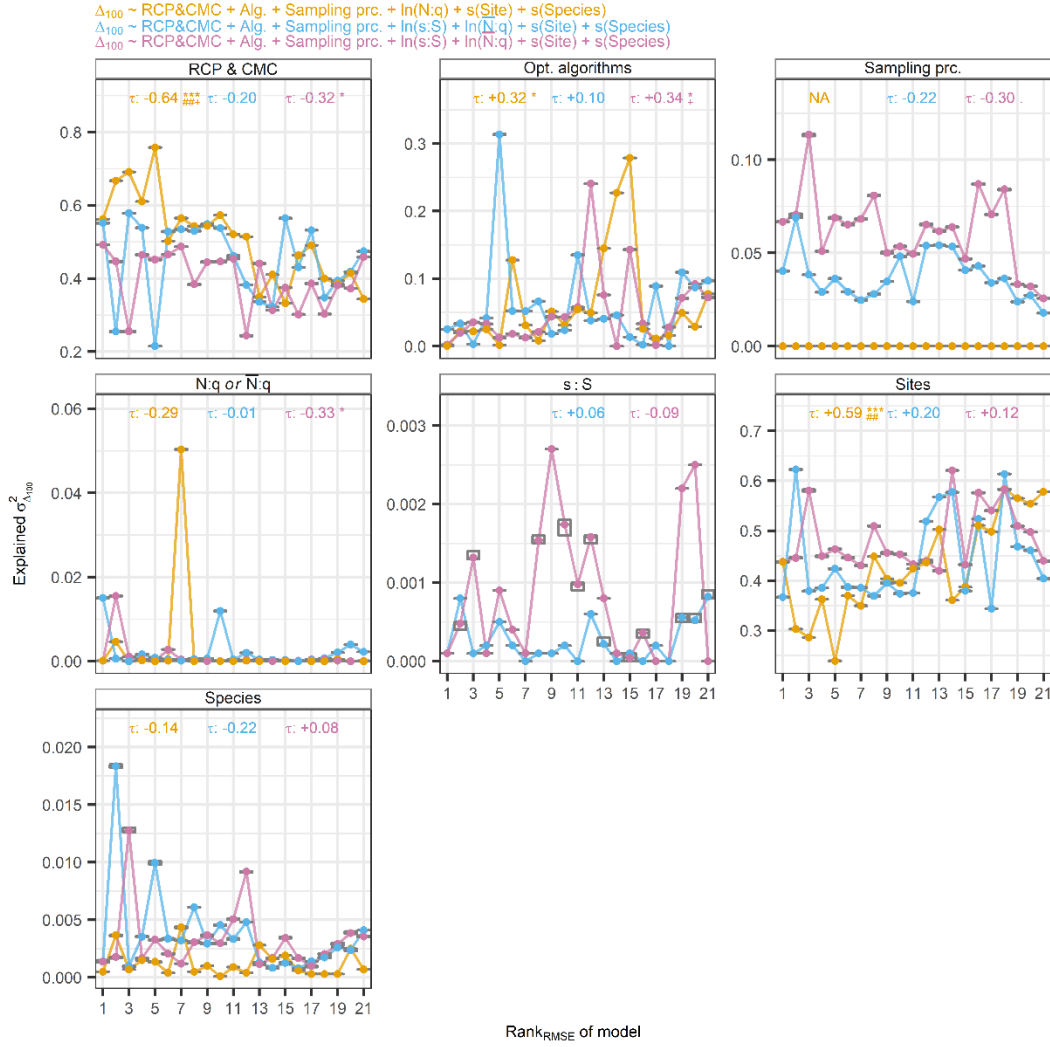 Δ₁₀₀ ~ RCP&CMC + Alg. + Sampling prc. + ln(N:q) + s(Site) + s(Species)
Δ₁₀₀ ~ RCP&CMC + Alg. + Sampling prc. + ln(s:S) + ln(N̅:q) + s(Site) + s(Species)
Δ₁₀₀ ~ RCP&CMC + Alg. + Sampling prc. + ln(s:S) + ln(N̅:q) + s(Site) + s(Species)
RCP & CMC
τ: -0.64 ***
##‡
τ: -0.20
τ: -0.32 *
0.8
0.6
0.4
0.2
Opt. algorithms
τ: +0.32 *
τ: +0.10
τ: +0.34 *
‡
0.3
0.2
0.1
0.0
Sampling prc.
NA
τ: -0.22
τ: -0.30 .
0.10
0.05
0.00
N:q or N̅:q
τ: -0.29
τ: -0.01
τ: -0.33 *
0.06
0.04
0.02
0.00
s : S
τ: +0.06
τ: -0.09
0.003
0.002
0.001
0.000
1 3 5 7 9 11 13 15 17 19 21
Sites
τ: +0.59 ***
##
τ: +0.20
τ: +0.12
0.7
0.6
0.5
0.4
0.3
1 3 5 7 9 11 13 15 17 19 21
Species
τ: -0.14
τ: -0.22
τ: +0.08
0.020
0.015
0.010
0.005
0.000
1 3 5 7 9 11 13 15 17 19 21
Explained σ²Δ₁₀₀
Rank_RMSE of model